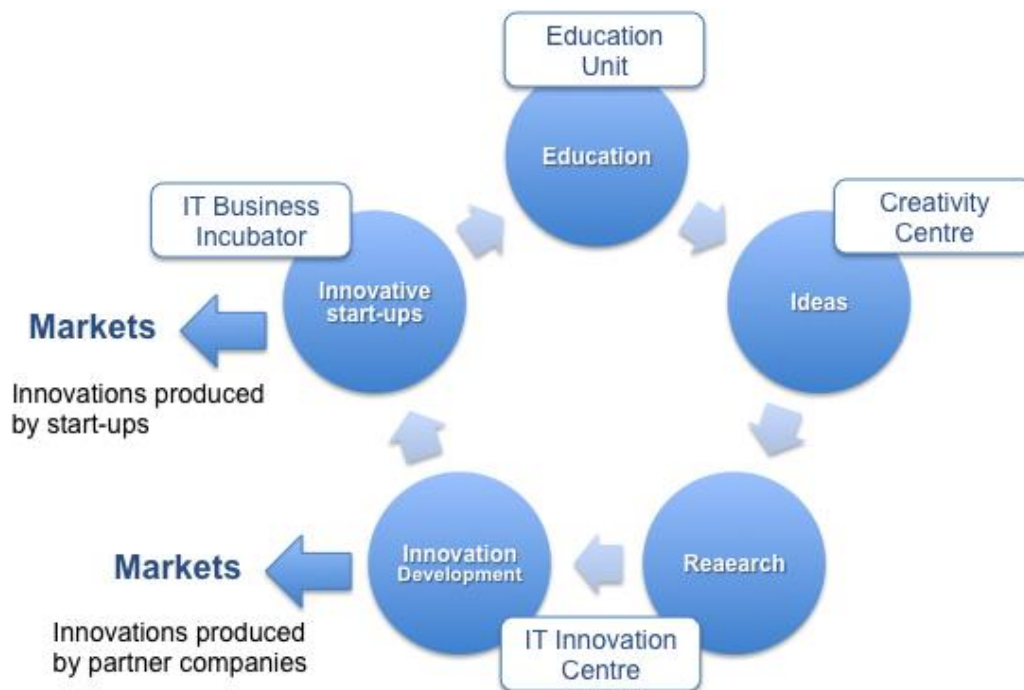 Education
Unit
Education
IT Business
Incubator
Creativity
Centre
Innovative
start-ups
Ideas
Markets
Innovations produced
by start-ups
Innovation
Development
Reaearch
Markets
Innovations produced
by partner companies
IT Innovation
Centre